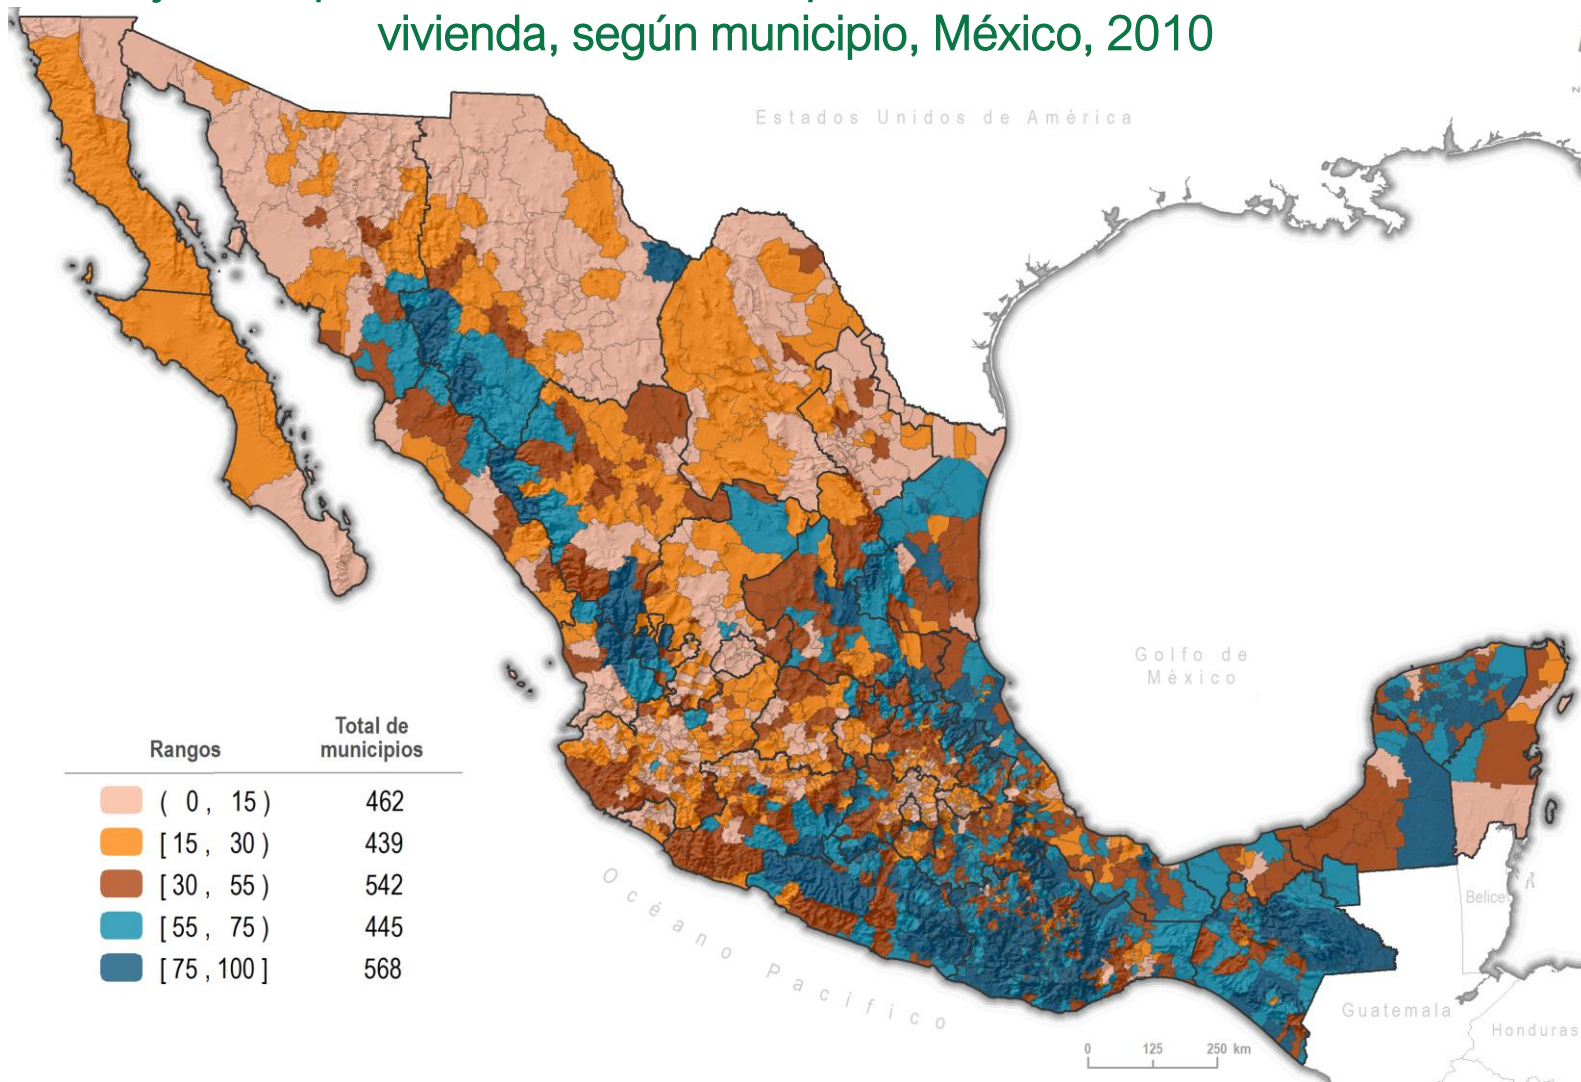 vivienda, según municipio, México, 2010
Estados Unidos de América
Golfo de
México
Rangos
Total de
municipios
( 0 , 15 ) 462
[ 15 , 30 ) 439
[ 30 , 55 ) 542
[ 55 , 75 ) 445
[ 75 , 100 ] 568
Océano Pacífico
Belice
Guatemala
Honduras
0 125 250 km
N